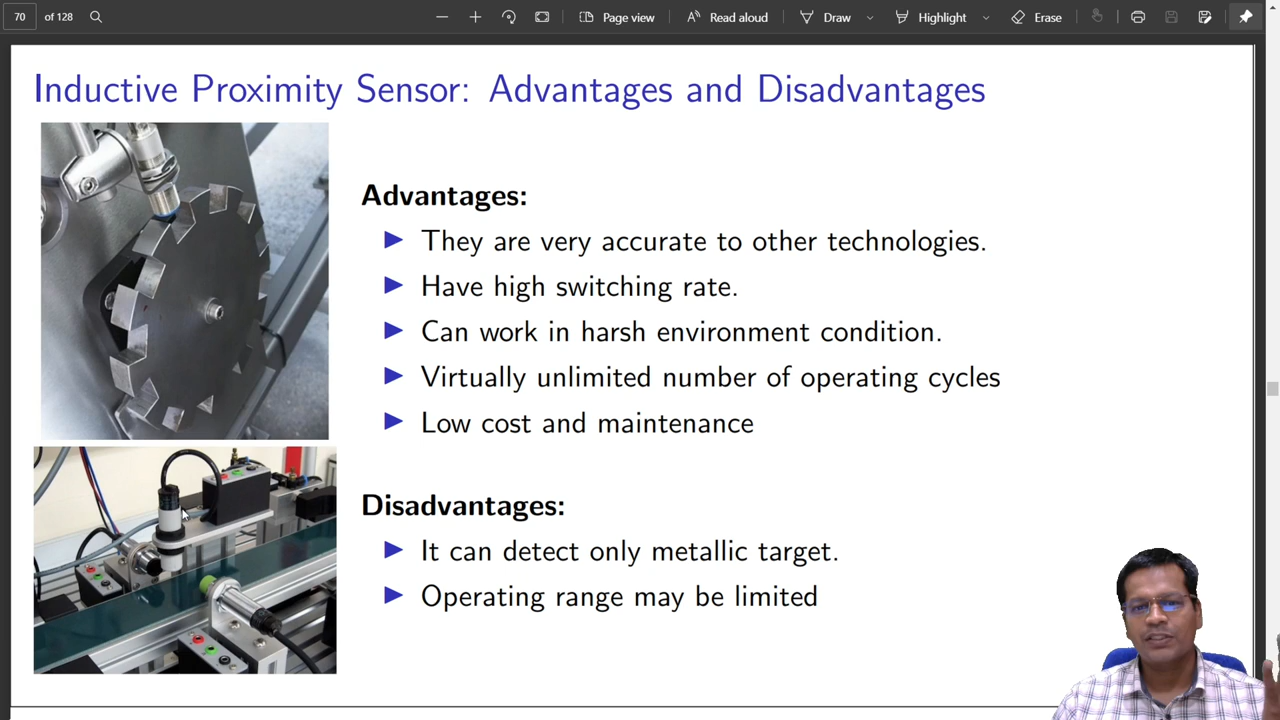 70 of 128 Page view Read aloud Draw Highlight Erase
Inductive Proximity Sensor: Advantages and Disadvantages
Advantages:
They are very accurate to other technologies.
Have high switching rate.
Can work in harsh environment condition.
Virtually unlimited number of operating cycles
Low cost and maintenance
Disadvantages:
It can detect only metallic target.
Operating range may be limited